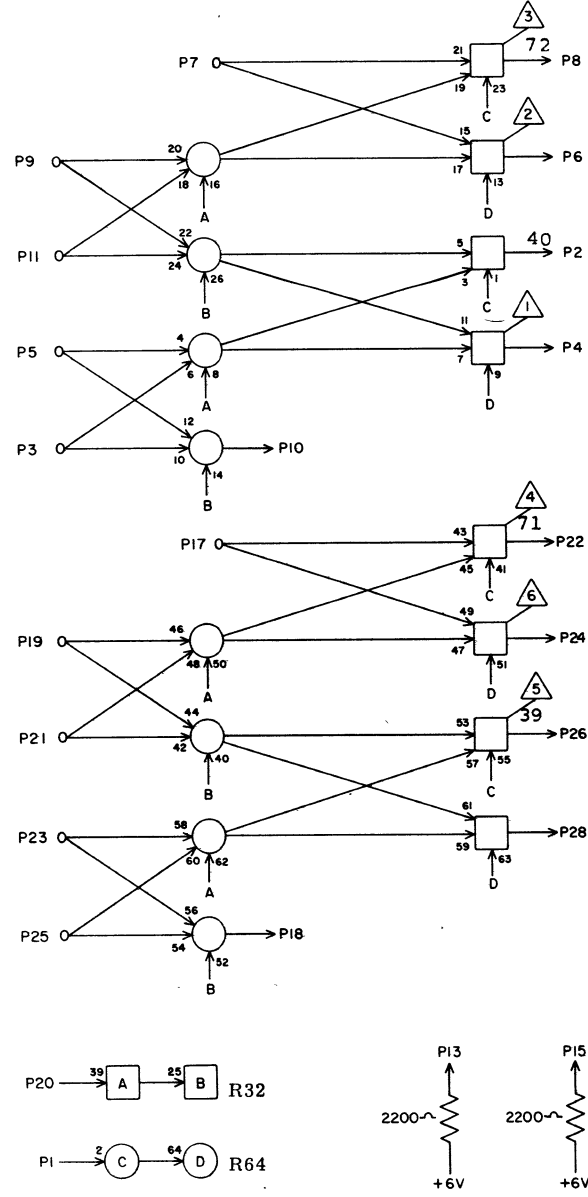 3
P7 21 72 P8
19 23
C
2
15
P9 20 17 13 P6
18 16
A D
22 5 40 P2
P11 24 26 3 1
B C
1
11
P5 4 7 9 P4
6 8
A D
12
P3 10 14 P10
B
4
P17 43 71 P22
45 41
C
6
49
P19 46 47 51 P24
48 50
A D
5
44 53 39 P26
P21 42 40 57 55
B C
61
P23 58 59 63 P28
60 62
A D
56
P25 54 52 P18
B
P13 P15
P20 39 A 25 B R32
2200 2200
P1 2 C 64 D R64
+6V +6V